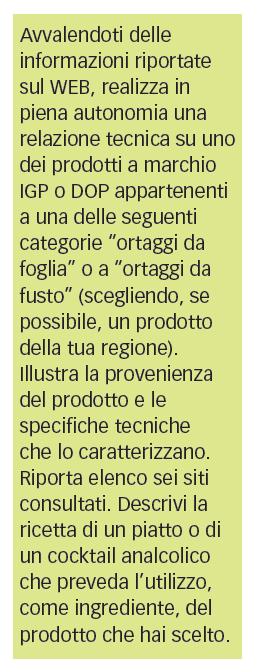 Avvalendoti delle
informazioni riportate
sul WEB, realizza in
piena autonomia una
relazione tecnica su uno
dei prodotti a marchio
IGP o DOP appartenenti
a una delle seguenti
categorie “ortaggi da
foglia” o a “ortaggi da
fusto” (scegliendo, se
possibile, un prodotto
della tua regione).
Illustra la provenienza
del prodotto e le
specifiche tecniche
che lo caratterizzano.
Riporta elenco sei siti
consultati. Descrivi la
ricetta di un piatto o di
un cocktail analcolico
che preveda l’utilizzo,
come ingrediente, del
prodotto che hai scelto.